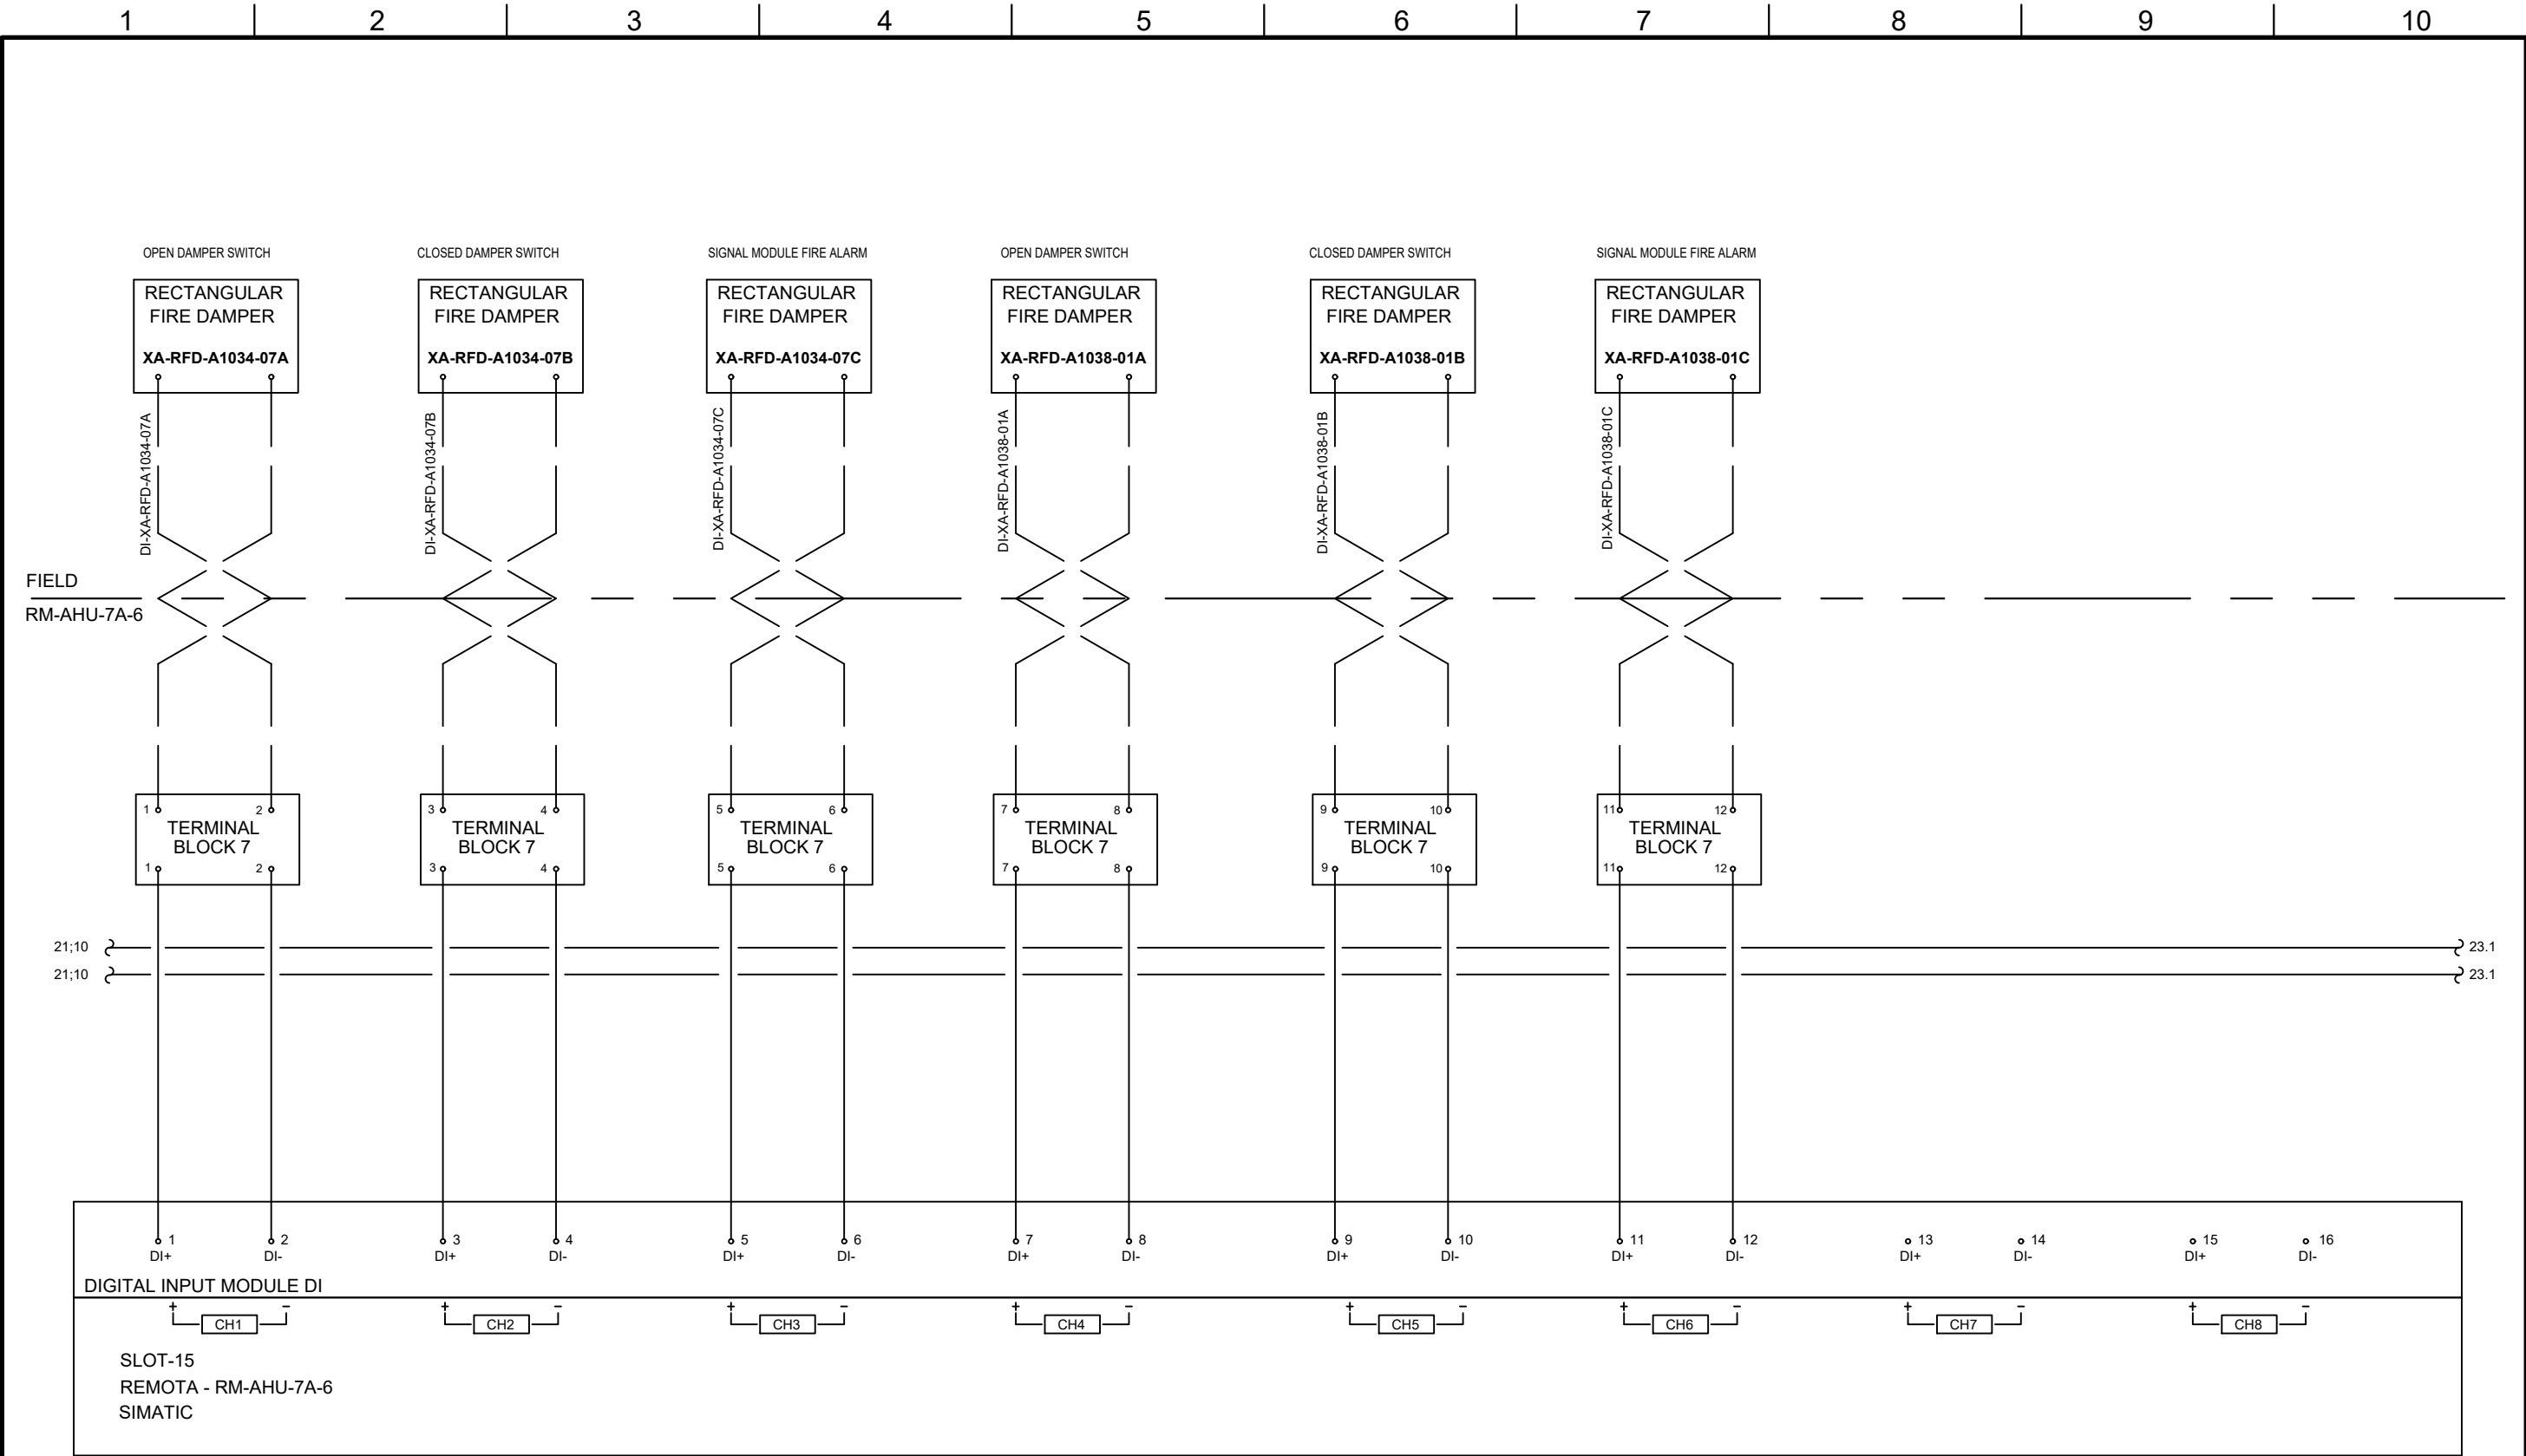 1 2 3 4 5 6 7 8 9 10
OPEN DAMPER SWITCH CLOSED DAMPER SWITCH SIGNAL MODULE FIRE ALARM OPEN DAMPER SWITCH CLOSED DAMPER SWITCH SIGNAL MODULE FIRE ALARM
RECTANGULAR RECTANGULAR RECTANGULAR RECTANGULAR RECTANGULAR RECTANGULAR
FIRE DAMPER FIRE DAMPER FIRE DAMPER FIRE DAMPER FIRE DAMPER FIRE DAMPER
XA-RFD-A1034-07A XA-RFD-A1034-07B XA-RFD-A1034-07C XA-RFD-A1038-01A XA-RFD-A1038-01B XA-RFD-A1038-01C
DI-XA-RFD-A1034-07A DI-XA-RFD-A1034-07B DI-XA-RFD-A1034-07C DI-XA-RFD-A1038-01A DI-XA-RFD-A1038-01B DI-XA-RFD-A1038-01C
FIELD
RM-AHU-7A-6
1 2 3 4 5 6 7 8 9 10 11 12
TERMINAL TERMINAL TERMINAL TERMINAL TERMINAL TERMINAL
BLOCK 7 BLOCK 7 BLOCK 7 BLOCK 7 BLOCK 7 BLOCK 7
1 2 3 4 5 6 7 8 9 10 11 12
21;10 23.1
21;10 23.1
1 2 3 4 5 6 7 8 9 10 11 12 13 14 15 16
DI+ DI- DI+ DI- DI+ DI- DI+ DI- DI+ DI- DI+ DI- DI+ DI- DI+ DI-
DIGITAL INPUT MODULE DI
+ - + - + - + - + - + - + - + -
CH1 CH2 CH3 CH4 CH5 CH6 CH7 CH8
SLOT-15
REMOTA - RM-AHU-7A-6
SIMATIC